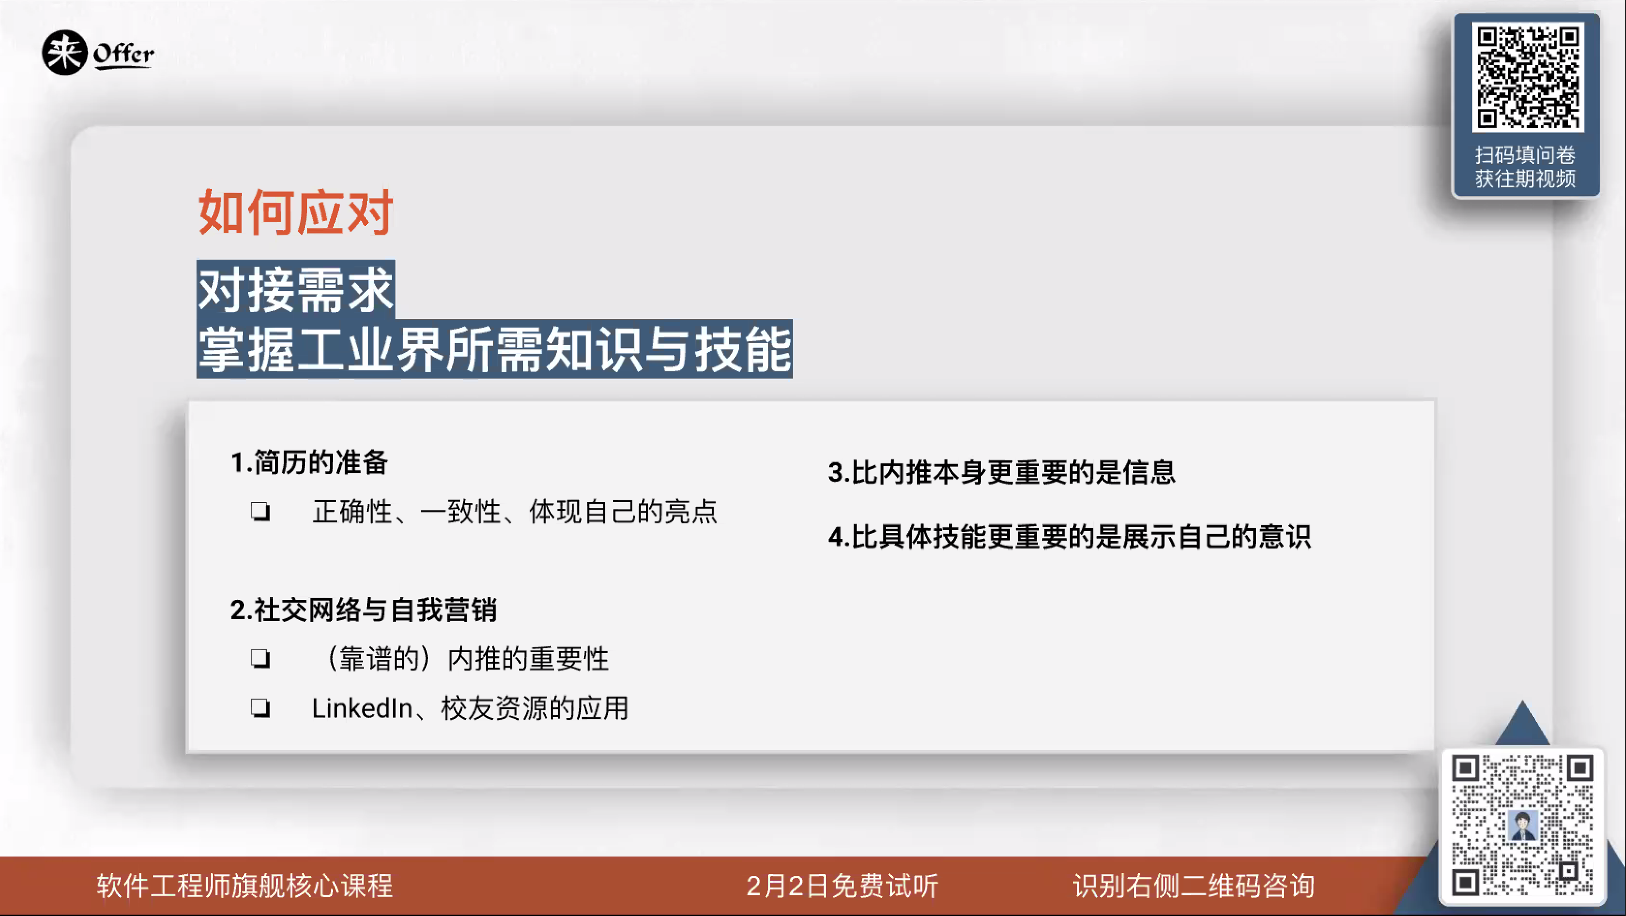 来 Offer
扫码填问卷
获往期视频
如何应对
对接需求
掌握工业界所需知识与技能
1.简历的准备
❏ 正确性、一致性、体现自己的亮点
2.社交网络与自我营销
❏ （靠谱的）内推的重要性
❏ LinkedIn、校友资源的应用
3.比内推本身更重要的是信息
4.比具体技能更重要的是展示自己的意识
软件工程师旗舰核心课程
2月2日免费试听
识别右侧二维码咨询